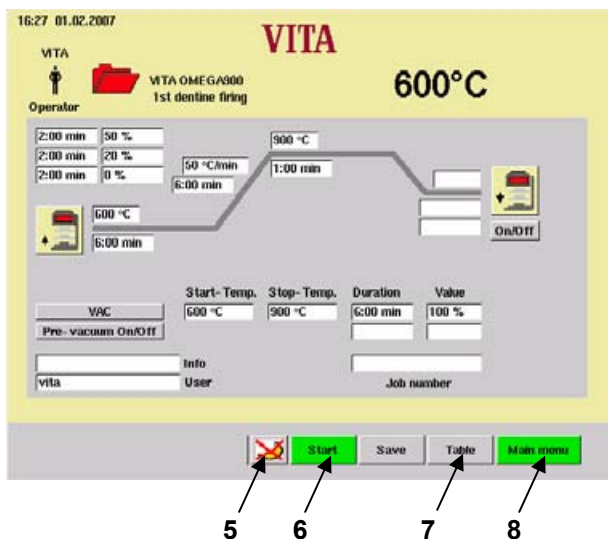 16:27 01.02.2007
VITA
VITA
Operator
VITA OMEGA900
1st dentine firing
600°C
2:00 min 50 %
2:00 min 20 %
2:00 min 0 %
50 °C/min
6:00 min
900 °C
1:00 min
600 °C
6:00 min
On/Off
Start-Temp. Stop-Temp. Duration Value
VAC 600 °C 900 °C 6:00 min 100 %
Pre-vacuum On/Off
Info
vita User Job number
Start Save Table Main menu
5 6 7 8